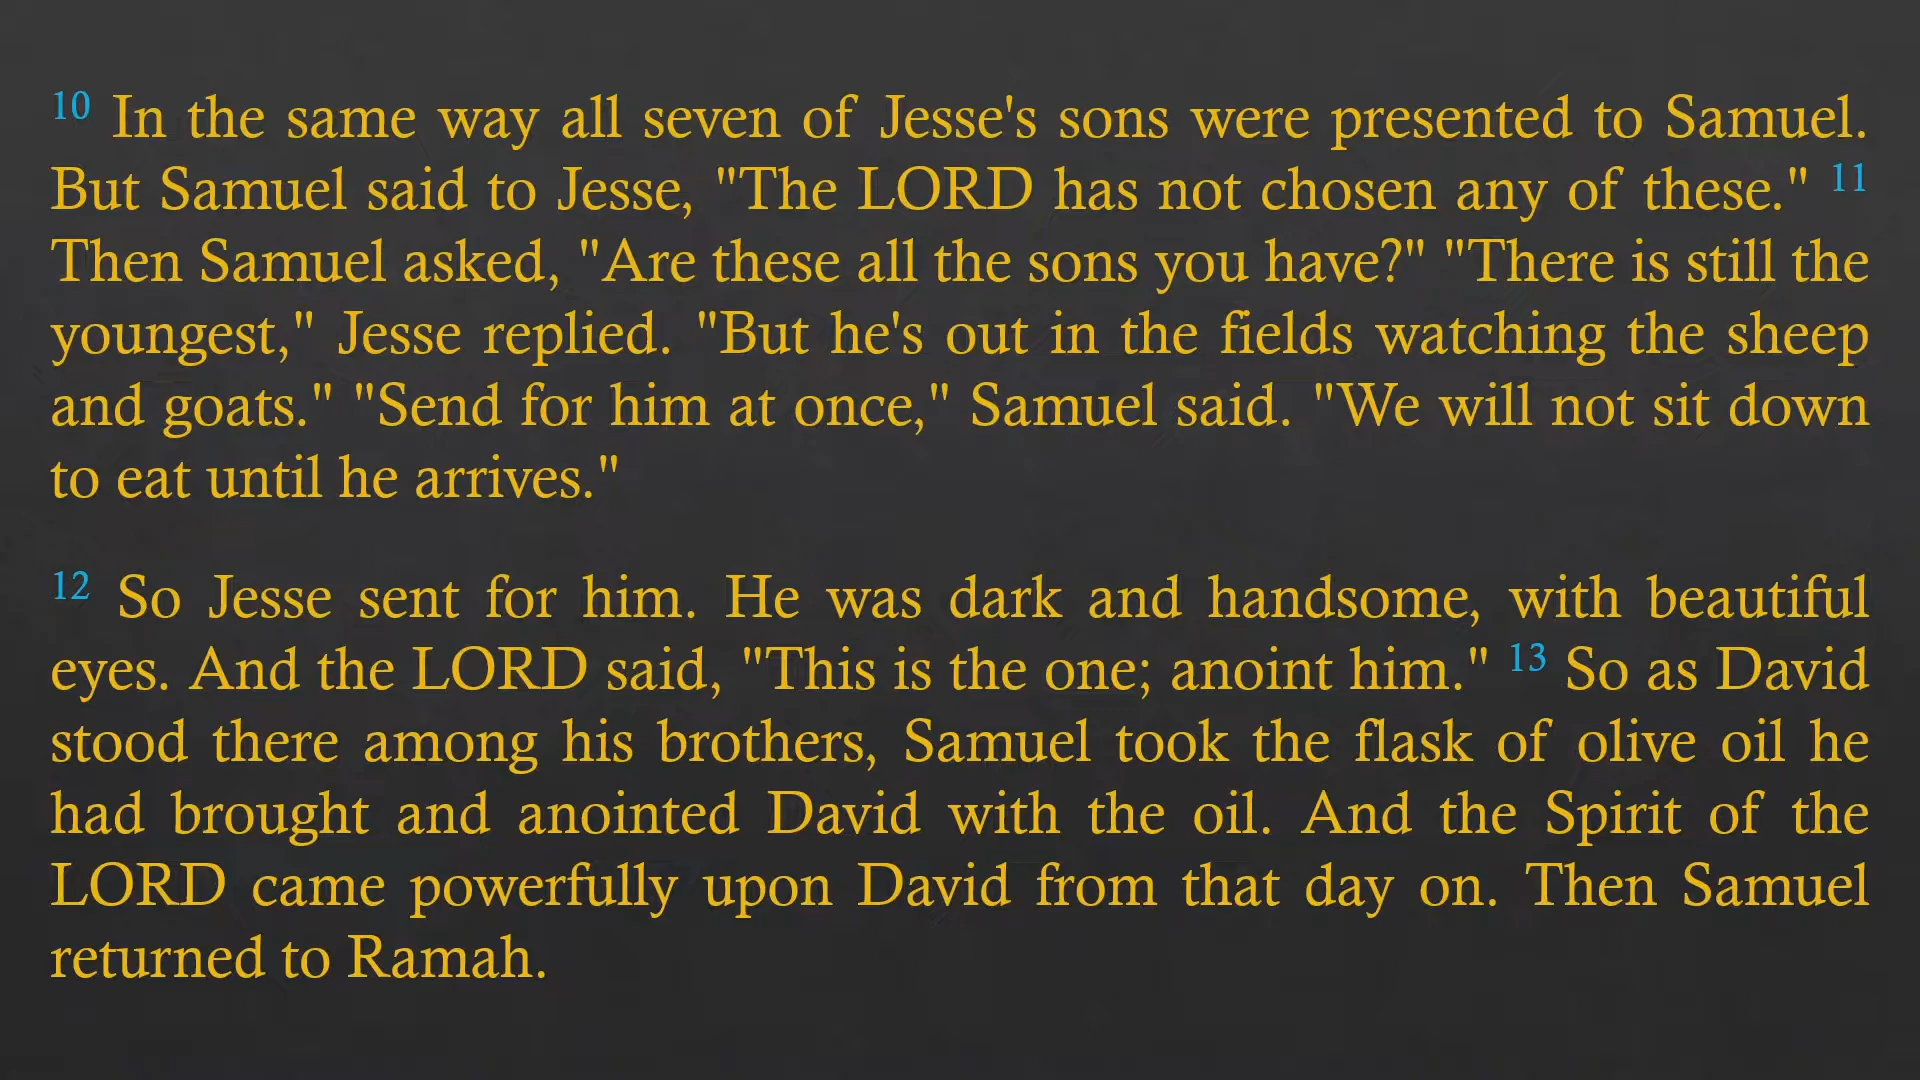 10 In the same way all seven of Jesse's sons were presented to Samuel.
But Samuel said to Jesse, "The LORD has not chosen any of these." 11
Then Samuel asked, "Are these all the sons you have?" "There is still the
youngest," Jesse replied. "But he's out in the fields watching the sheep
and goats." "Send for him at once," Samuel said. "We will not sit down
to eat until he arrives."
12 So Jesse sent for him. He was dark and handsome, with beautiful
eyes. And the LORD said, "This is the one; anoint him." 13 So as David
stood there among his brothers, Samuel took the flask of olive oil he
had brought and anointed David with the oil. And the Spirit of the
LORD came powerfully upon David from that day on. Then Samuel
returned to Ramah.